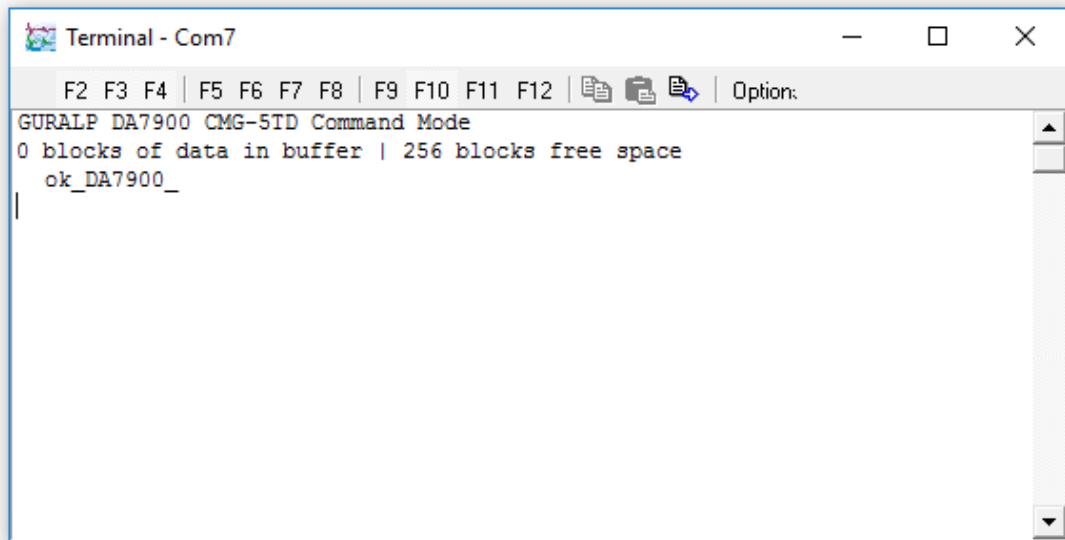 Terminal - Com7
F2 F3 F4 F5 F6 F7 F8 F9 F10 F11 F12 Option
GURALP DA7900 CMG-5TD Command Mode
0 blocks of data in buffer | 256 blocks free space
ok_DA7900_